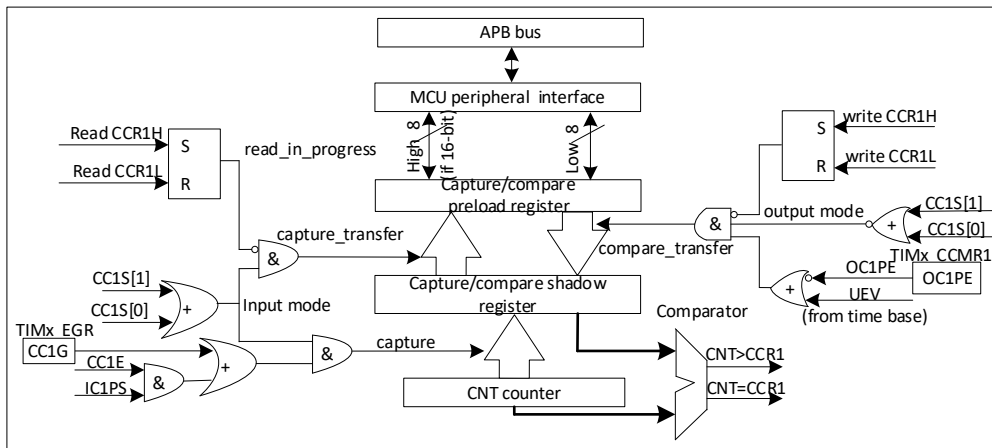 APB bus
MCU peripheral interface
High 8
(if 16-bit)
Low 8
Read CCR1H
Read CCR1L
S
R
read_in_progress
write CCR1H
write CCR1L
S
R
Capture/compare
preload register
capture_transfer
&
compare_transfer
&
output mode
+
CC1S[1]
CC1S[0]
TIMx_CCMR1
OC1PE
OC1PE
+
UEV
(from time base)
Capture/compare shadow
register
CC1S[1]
CC1S[0]
+
Input mode
TIMx_EGR
CC1G
CC1E
IC1PS
&
+
&
capture
Comparator
CNT>CCR1
CNT=CCR1
CNT counter